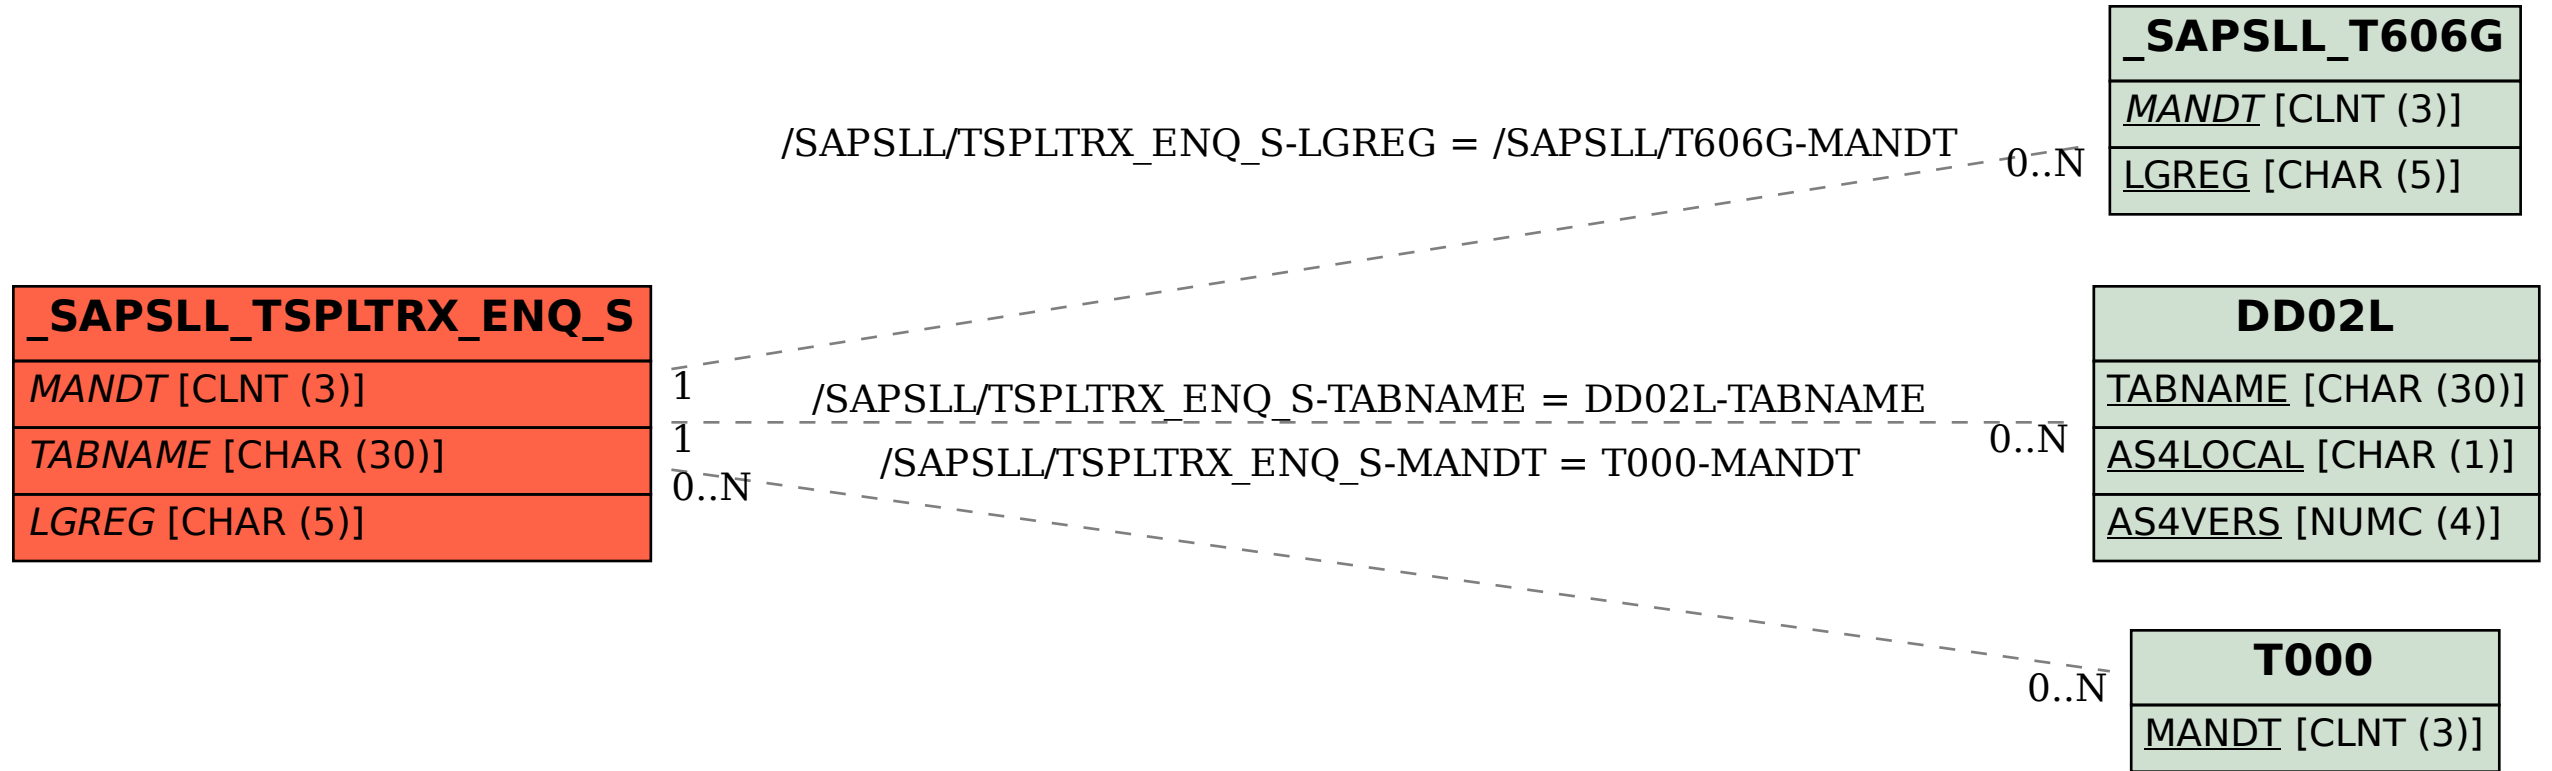 _SAPSLL_T606G
MANDT [CLNT (3)]
LGREG [CHAR (5)]
/SAPSLL/TSPLTRX_ENQ_S-LGREG = /SAPSLL/T606G-MANDT
0..N
_SAPSLL_TSPLTRX_ENQ_S
MANDT [CLNT (3)]
TABNAME [CHAR (30)]
LGREG [CHAR (5)]
1
/SAPSLL/TSPLTRX_ENQ_S-TABNAME = DD02L-TABNAME
1
0..N
/SAPSLL/TSPLTRX_ENQ_S-MANDT = T000-MANDT
0..N
DD02L
TABNAME [CHAR (30)]
AS4LOCAL [CHAR (1)]
AS4VERS [NUMC (4)]
0..N
T000
MANDT [CLNT (3)]